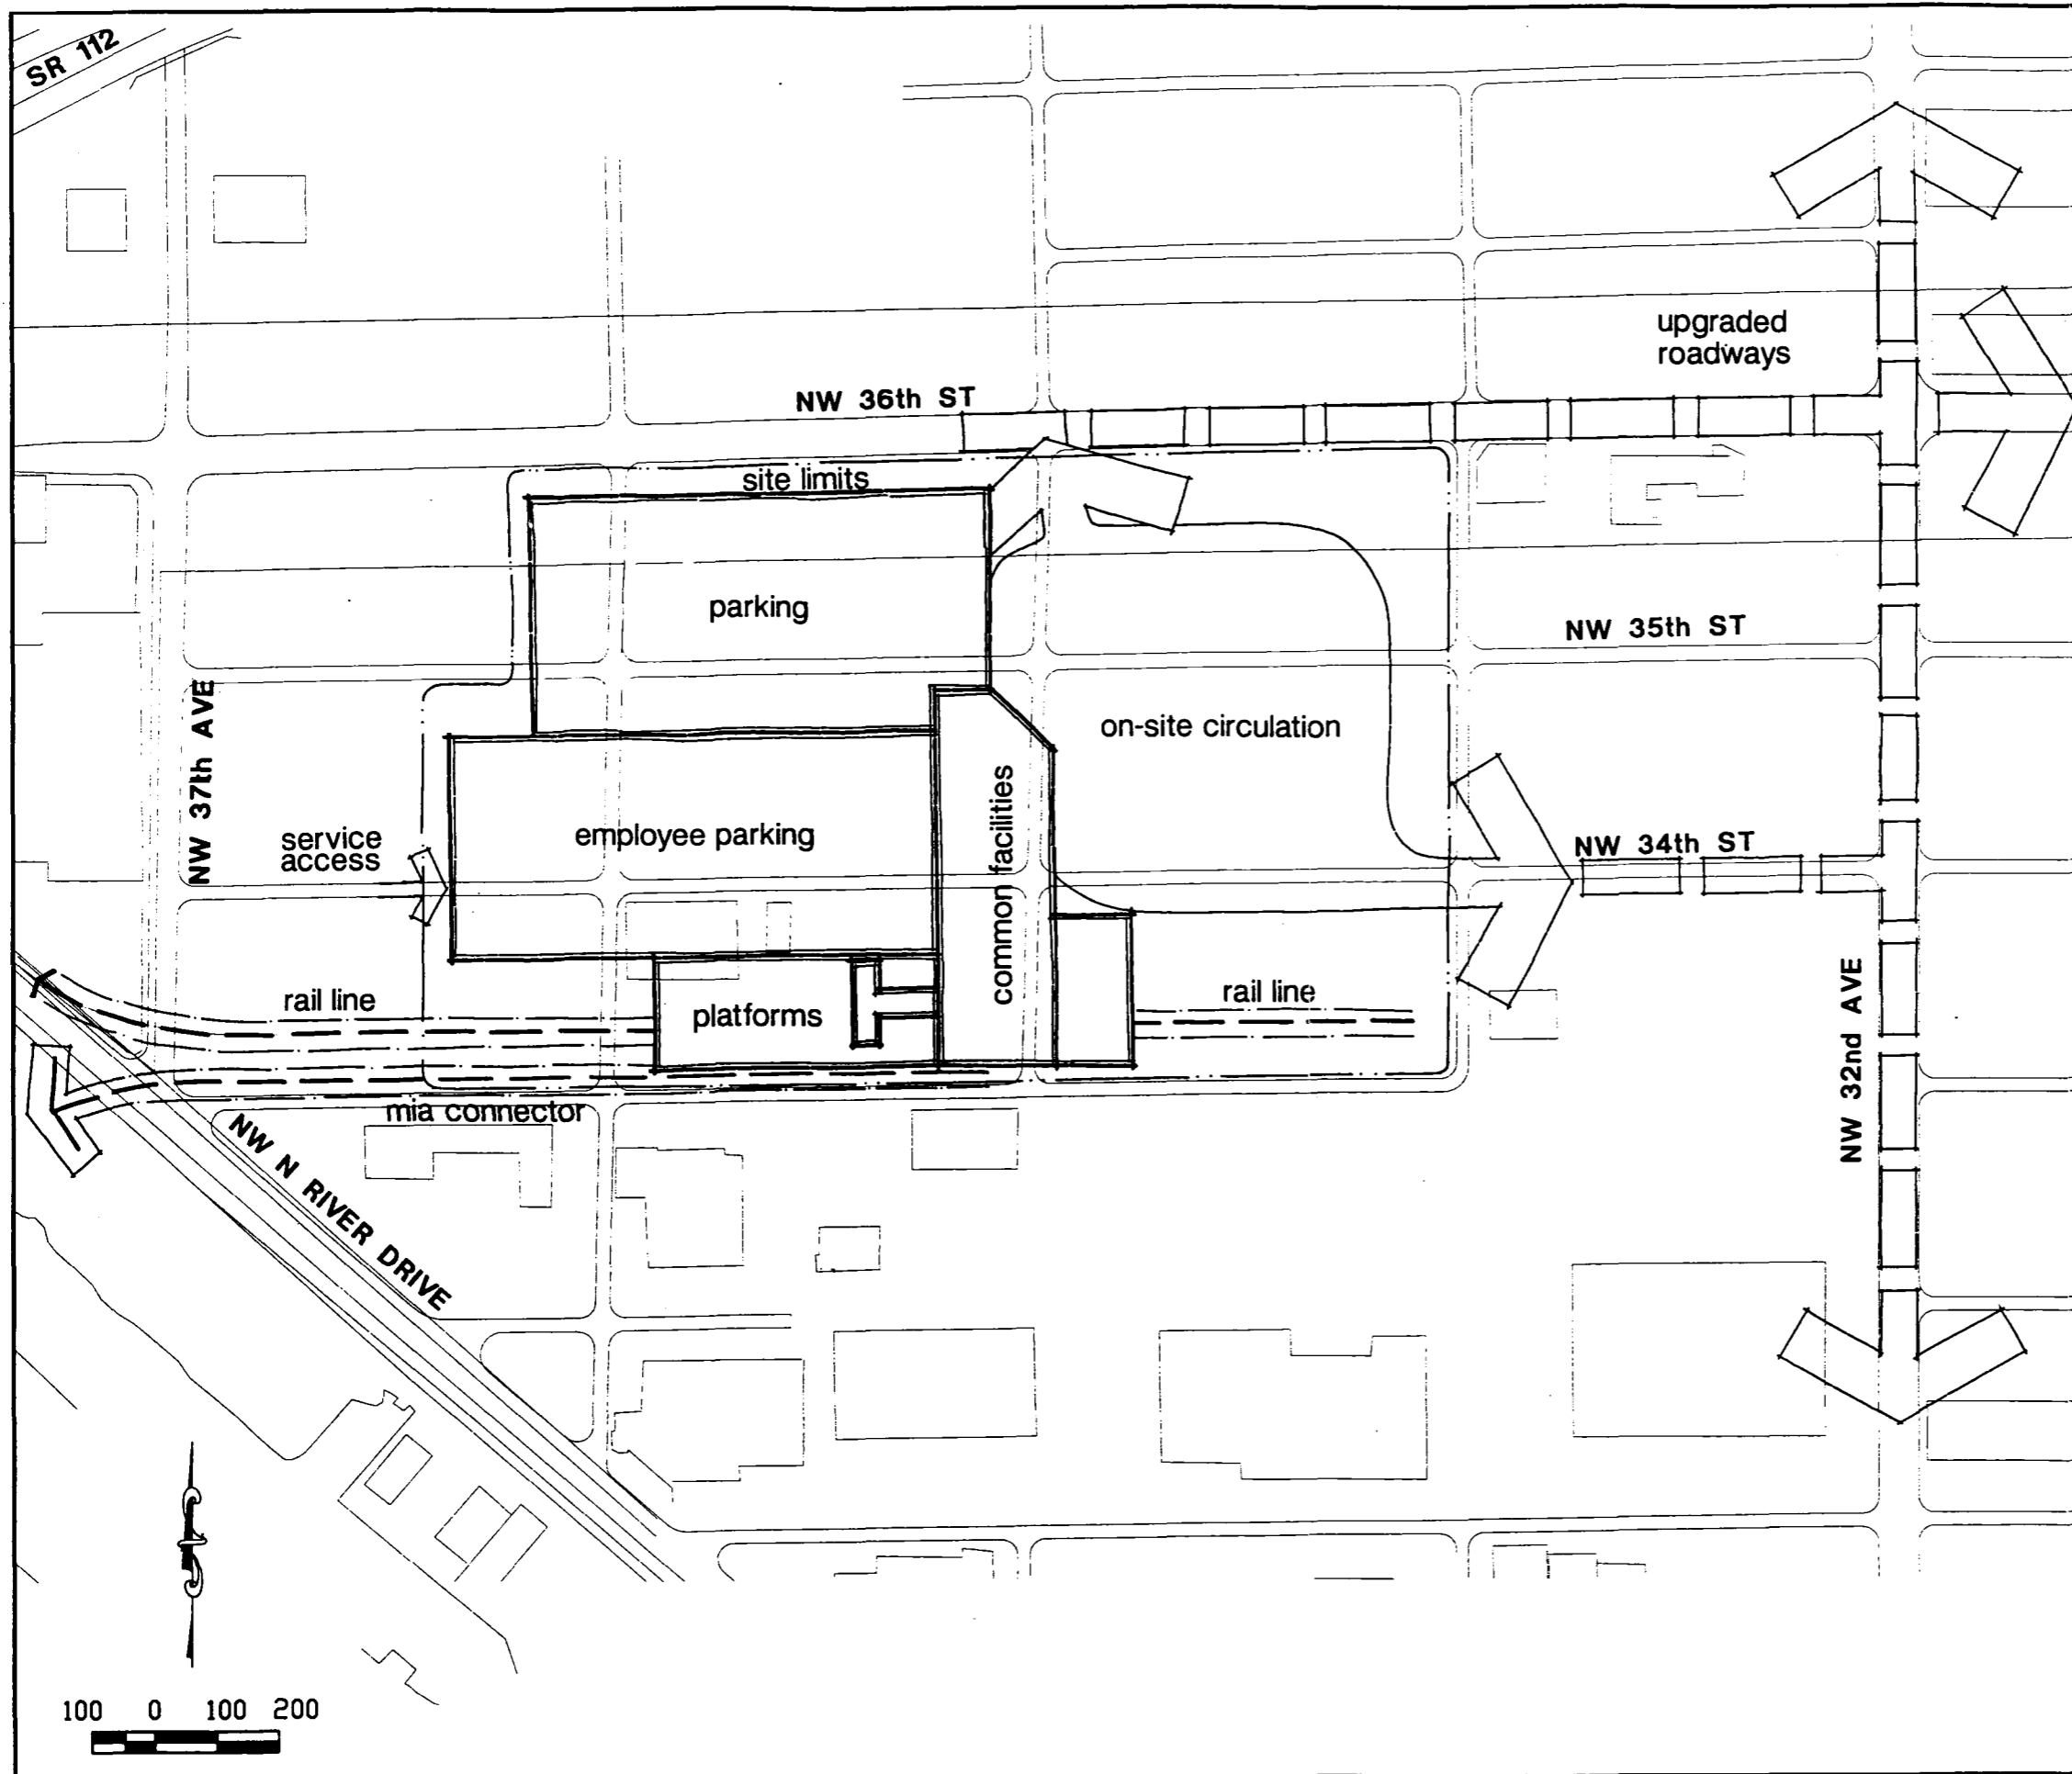 SR 112
upgraded
roadways
NW 36th ST
site limits
parking
NW 35th ST
NW 37th AVE
on-site circulation
common facilities
service
access
employee parking
NW 34th ST
rail line
platforms
rail line
NW 32nd AVE
mia connector
NW N RIVER DRIVE
100 0 100 200